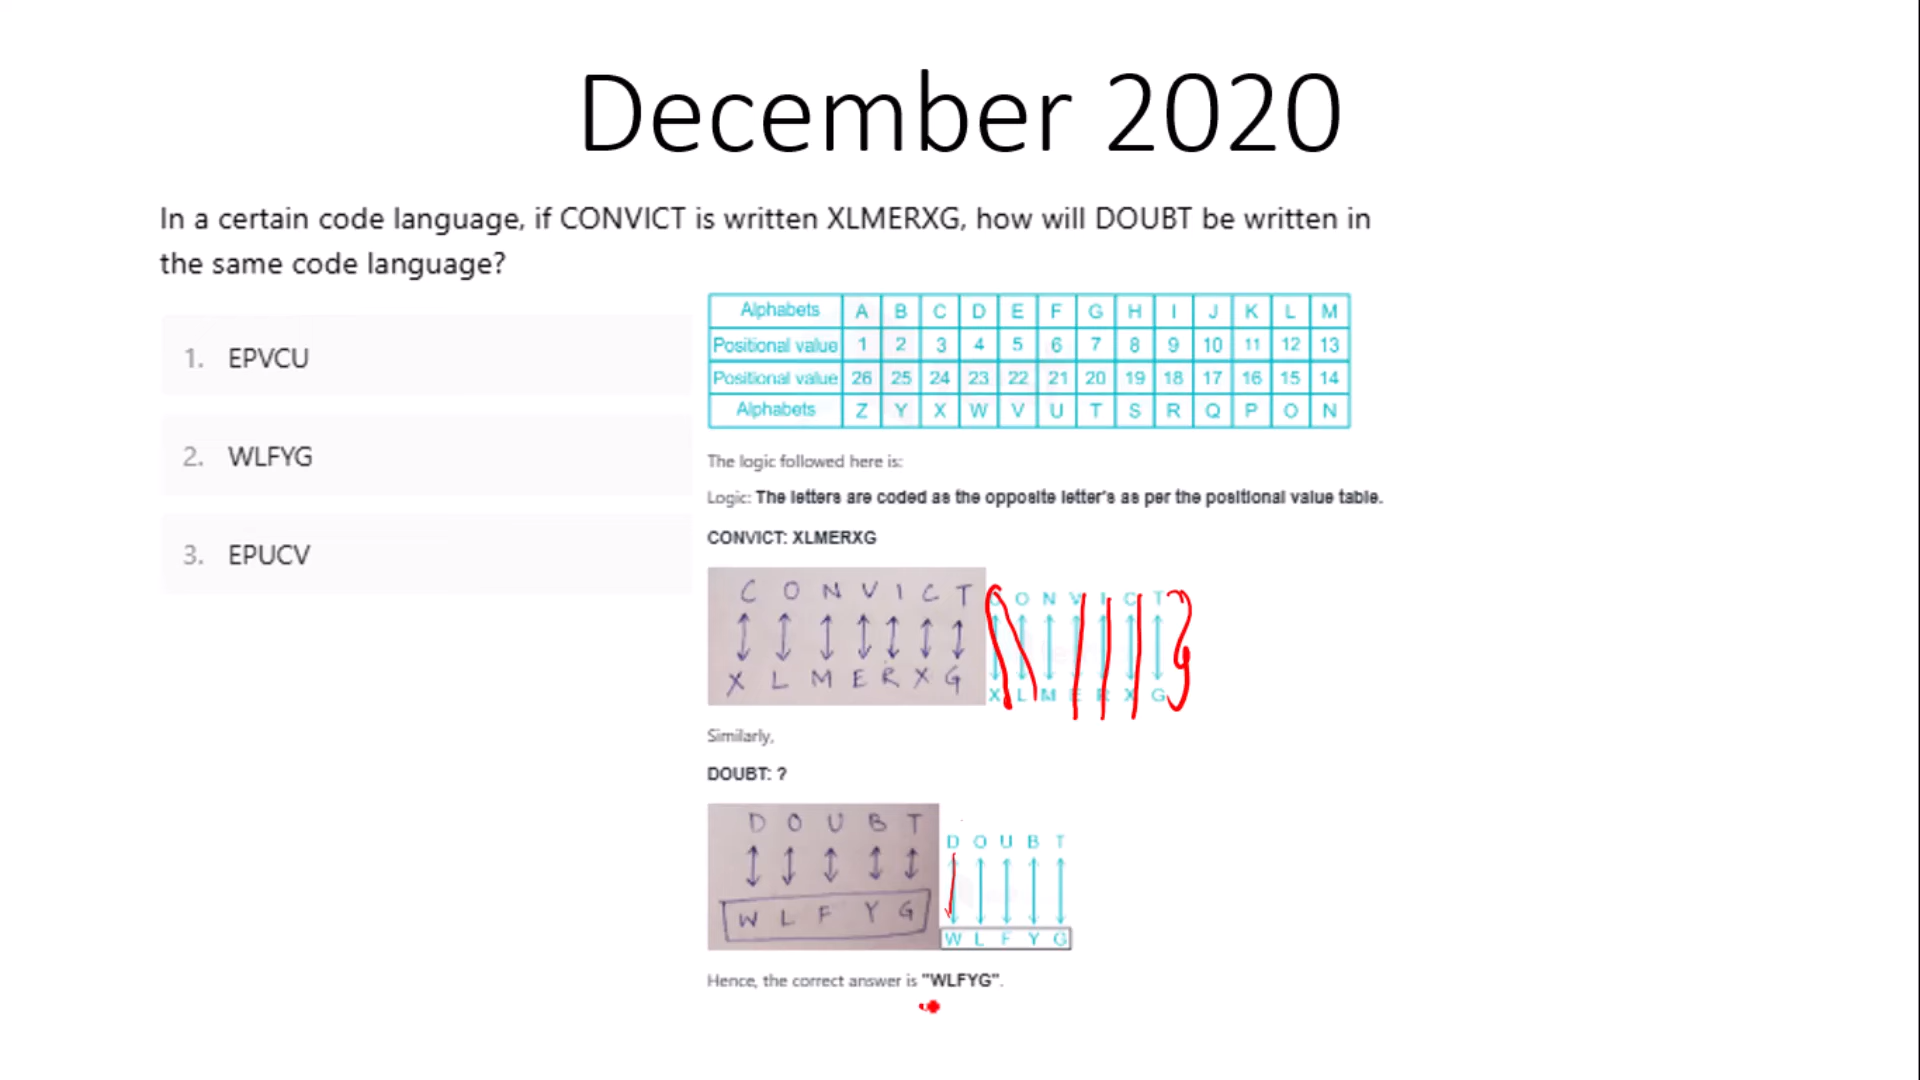 December 2020
In a certain code language, if CONVICT is written XLMERXG, how will DOUBT be written in
the same code language?
1. EPVCU
2. WLFYG
3. EPUCV
Alphabets A B C D E F G H I J K L M
Positional value 1 2 3 4 5 6 7 8 9 10 11 12 13
Positional value 26 25 24 23 22 21 20 19 18 17 16 15 14
Alphabets Z Y X W V U T S R Q P O N
The logic followed here is:
Logic: The letters are coded as the opposite letter's as per the positional value table.
CONVICT: XLMERXG
C O N V I C T
X L M E R X G
C O N V I C T
X L M E R X G
Similarly,
DOUBT: ?
D O U B T
W L F Y G
D O U B T
W L F Y G
Hence, the correct answer is "WLFYG".